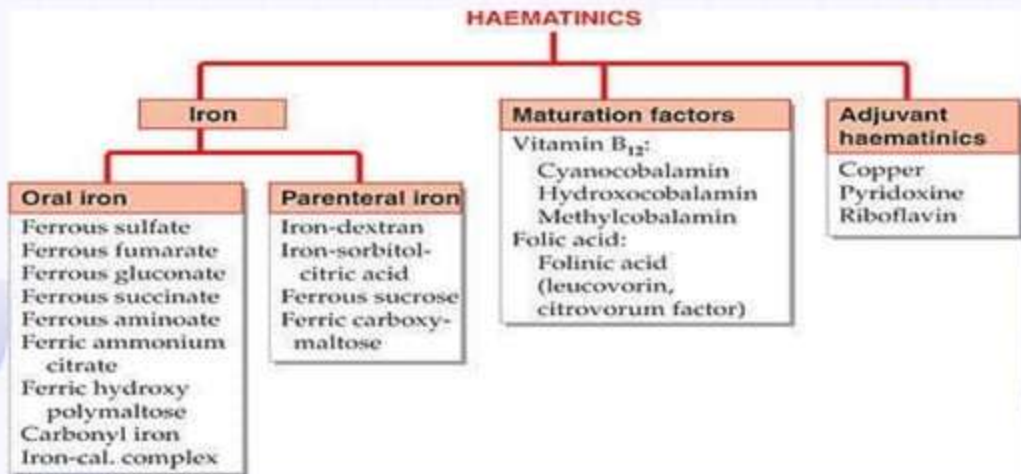 HAEMATINICS
Iron
Oral iron
Ferrous sulfate
Ferrous fumarate
Ferrous gluconate
Ferrous succinate
Ferrous aminoate
Ferric ammonium
citrate
Ferric hydroxy
polymaltose
Carbonyl iron
Iron-cal. complex
Parenteral iron
Iron-dextran
Iron-sorbitol-
citric acid
Ferrous sucrose
Ferric carboxy-
maltose
Maturation factors
Vitamin B₁₂:
Cyanocobalamin
Hydroxocobalamin
Methylcobalamin
Folic acid:
Folinic acid
(leucovorin,
citrovorum factor)
Adjuvant
haematinics
Copper
Pyridoxine
Riboflavin